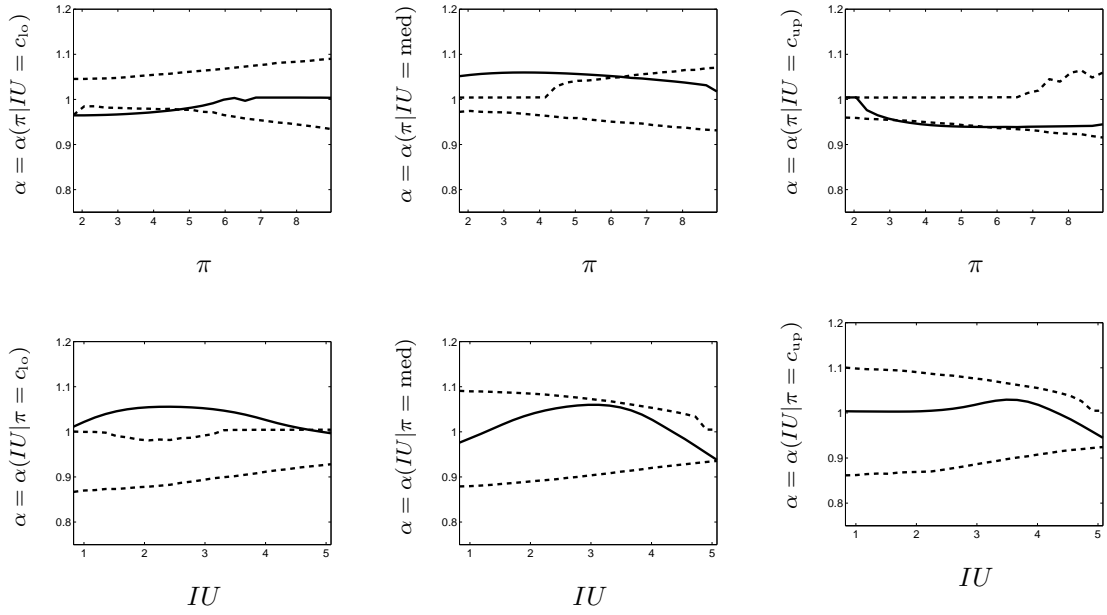 α = α(π|IU = c_lo)
1.2
1.1
1
0.9
0.8
2 3 4 5 6 7 8
π
α = α(π|IU = med)
1.2
1.1
1
0.9
0.8
2 3 4 5 6 7 8
π
α = α(π|IU = c_up)
1.2
1.1
1
0.9
0.8
2 3 4 5 6 7 8
π
α = α(IU|π = c_lo)
1.2
1.1
1
0.9
0.8
1 2 3 4 5
IU
α = α(IU|π = med)
1.2
1.1
1
0.9
0.8
1 2 3 4 5
IU
α = α(IU|π = c_up)
1.2
1.1
1
0.9
0.8
1 2 3 4 5
IU